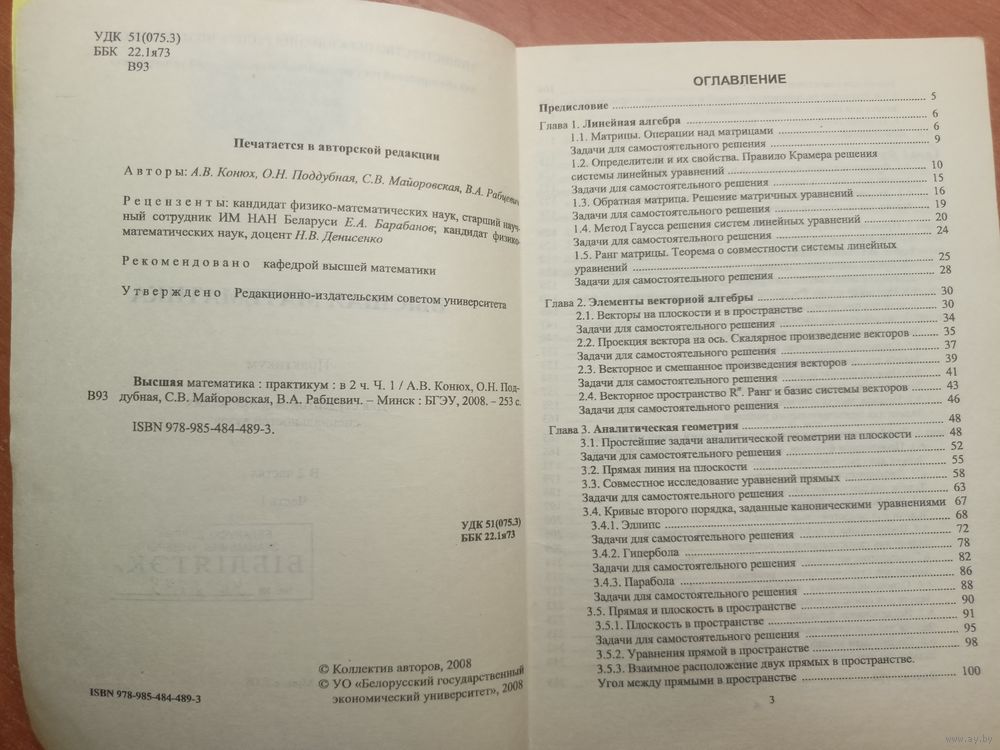 УДК 51(075.3)
ББК 22.1я73
В93
Печатается в авторской редакции
Авторы: А.В. Конюх, О.Н. Поддубная, С.В. Майоровская, В.А. Рабцевич
Рецензенты: кандидат физико-математических наук, старший науч-
ный сотрудник ИМ НАН Беларуси Е.А. Барабанов; кандидат физико-
математических наук, доцент Н.В. Денисенко
Рекомендовано кафедрой высшей математики
Утверждено Редакционно-издательским советом университета
Высшая математика : практикум : в 2 ч. Ч. 1 / А.В. Конюх, О.Н. Под-
В93 дубная, С.В. Майоровская, В.А. Рабцевич. – Минск : БГЭУ, 2008. – 253 с.
ISBN 978-985-484-489-3.
УДК 51(075.3)
ББК 22.1я73
© Коллектив авторов, 2008
© УО «Белорусский государственный
экономический университет», 2008
ISBN 978-985-484-489-3
ОГЛАВЛЕНИЕ
Предисловие ... 5
Глава 1. Линейная алгебра ... 6
1.1. Матрицы. Операции над матрицами ... 6
Задачи для самостоятельного решения ... 9
1.2. Определители и их свойства. Правило Крамера решения
системы линейных уравнений ... 10
Задачи для самостоятельного решения ... 15
1.3. Обратная матрица. Решение матричных уравнений ... 16
Задачи для самостоятельного решения ... 19
1.4. Метод Гаусса решения систем линейных уравнений ... 20
Задачи для самостоятельного решения ... 24
1.5. Ранг матрицы. Теорема о совместности системы линейных
уравнений ... 25
Задачи для самостоятельного решения ... 28
Глава 2. Элементы векторной алгебры ... 30
2.1. Векторы на плоскости и в пространстве ... 30
Задачи для самостоятельного решения ... 34
2.2. Проекция вектора на ось. Скалярное произведение векторов ... 35
Задачи для самостоятельного решения ... 37
2.3. Векторное и смешанное произведения векторов ... 39
Задачи для самостоятельного решения ... 41
2.4. Векторное пространство Rⁿ. Ранг и базис системы векторов ... 43
Задачи для самостоятельного решения ... 46
Глава 3. Аналитическая геометрия ... 48
3.1. Простейшие задачи аналитической геометрии на плоскости ... 48
Задачи для самостоятельного решения ... 52
3.2. Прямая линия на плоскости ... 55
3.3. Совместное исследование уравнений прямых ... 58
Задачи для самостоятельного решения ... 63
3.4. Кривые второго порядка, заданные каноническими уравнениями 67
3.4.1. Эллипс ... 68
Задачи для самостоятельного решения ... 72
3.4.2. Гипербола ... 78
Задачи для самостоятельного решения ... 82
3.4.3. Парабола ... 86
Задачи для самостоятельного решения ... 88
3.5. Прямая и плоскость в пространстве ... 90
3.5.1. Плоскость в пространстве ... 91
Задачи для самостоятельного решения ... 95
3.5.2. Уравнения прямой в пространстве ... 98
3.5.3. Взаимное расположение двух прямых в пространстве.
Угол между прямыми в пространстве ... 100
3
www.ay.by